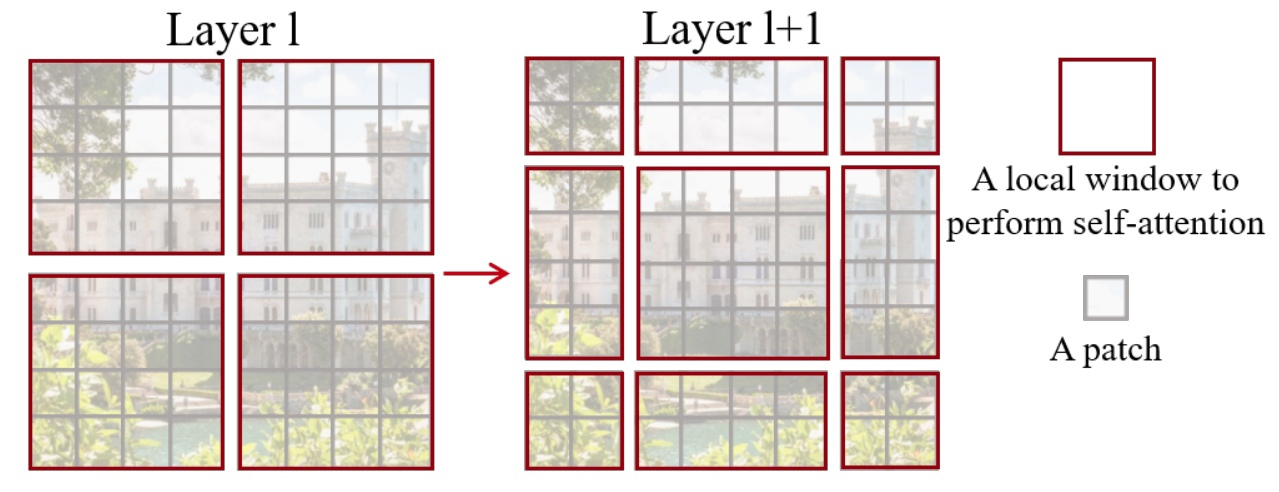 Layer l
Layer l+1
A local window to
perform self-attention
A patch